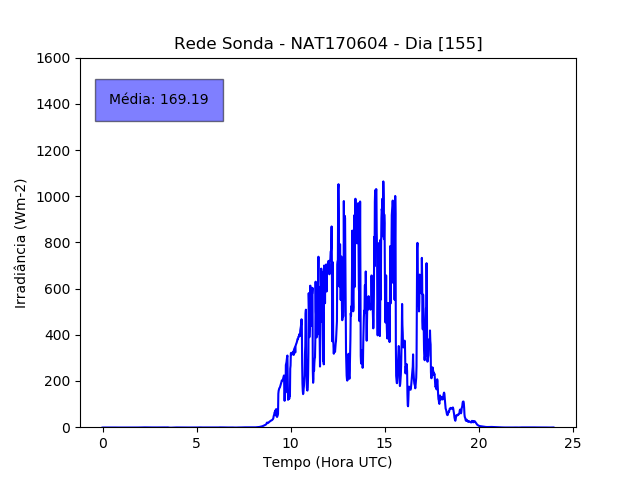 Rede Sonda - NAT170604 - Dia [155]
Média: 169.19
Irradiância (Wm-2)
1600
1400
1200
1000
800
600
400
200
0
0 5 10 15 20 25
Tempo (Hora UTC)